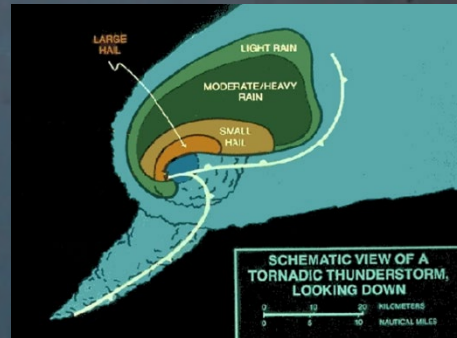 LARGE
HAIL
LIGHT RAIN
MODERATE/HEAVY
RAIN
SMALL
HAIL
SCHEMATIC VIEW OF A
TORNADIC THUNDERSTORM,
LOOKING DOWN
0 10 20 KILOMETERS
0 5 10 NAUTICAL MILES